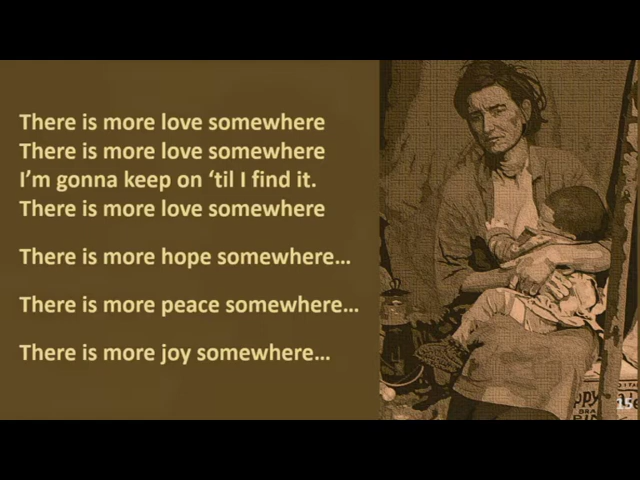 There is more love somewhere
There is more love somewhere
I'm gonna keep on ‘til I find it.
There is more love somewhere
There is more hope somewhere…
There is more peace somewhere…
There is more joy somewhere…